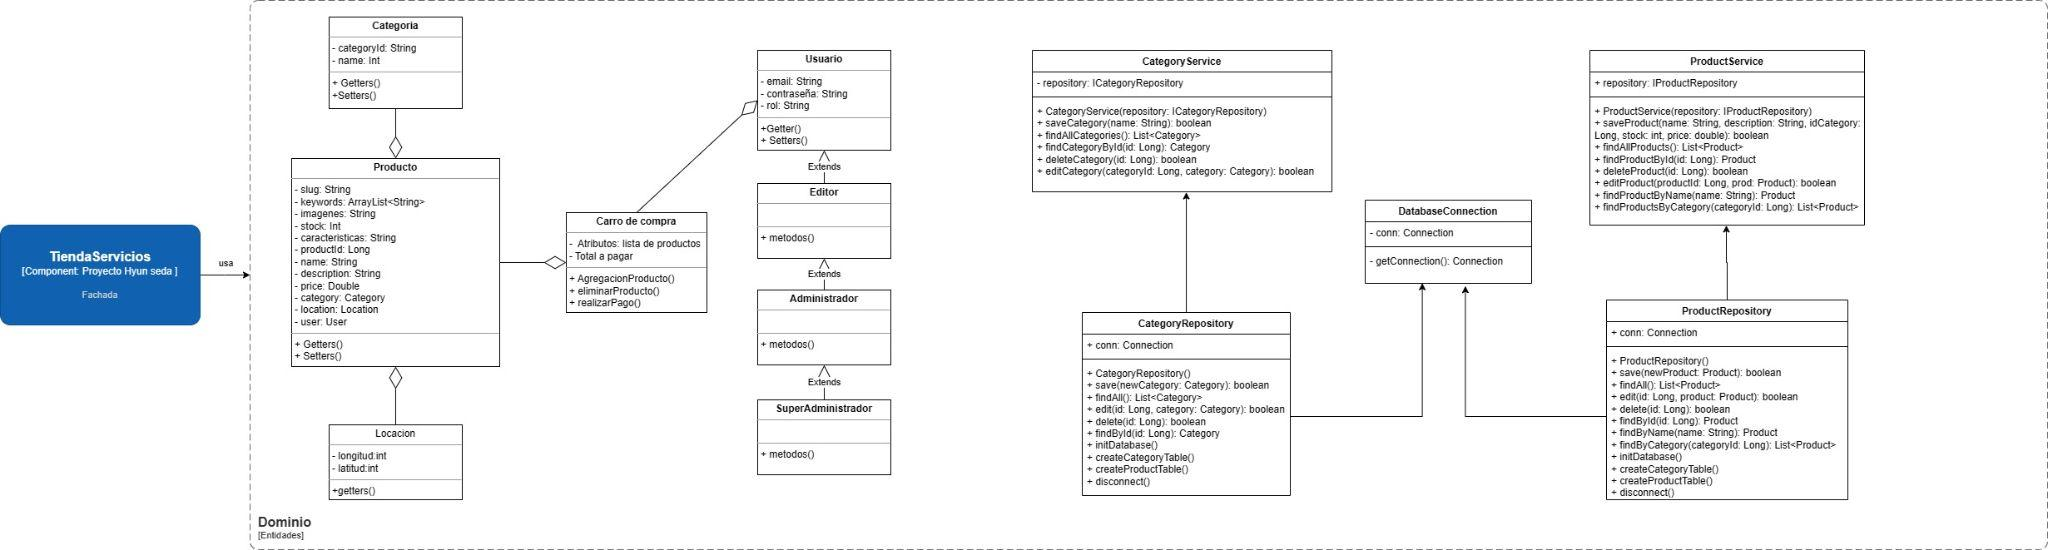 TiendaServicios
[Component: Proyecto Hyun seda ]
Fachada
usa
Categoria
- categoryId: String
- name: Int
+ Getters()
+Setters()
Producto
- slug: String
- keywords: ArrayList<String>
- imagenes: String
- stock: Int
- caracteristicas: String
- productId: Long
- name: String
- description: String
- price: Double
- category: Category
- location: Location
- user: User
+ Getters()
+ Setters()
Locacion
- longitud:int
- latitud:int
+getters()
Carro de compra
- Atributos: lista de productos
- Total a pagar
+ AgregacionProducto()
+ eliminarProducto()
+ realizarPago()
Usuario
- email: String
- contraseña: String
- rol: String
+Getter()
+ Setters()
Extends
Editor
+ metodos()
Extends
Administrador
+ metodos()
Extends
SuperAdministrador
+ metodos()
CategoryService
- repository: ICategoryRepository
+ CategoryService(repository: ICategoryRepository)
+ saveCategory(name: String): boolean
+ findAllCategories(): List<Category>
+ findCategoryById(id: Long): Category
+ deleteCategory(id: Long): boolean
+ editCategory(categoryId: Long, category: Category): boolean
CategoryRepository
+ conn: Connection
+ CategoryRepository()
+ save(newCategory: Category): boolean
+ findAll(): List<Category>
+ edit(id: Long, category: Category): boolean
+ delete(id: Long): boolean
+ findById(id: Long): Category
+ initDatabase()
+ createCategoryTable()
+ createProductTable()
+ disconnect()
DatabaseConnection
- conn: Connection
- getConnection(): Connection
ProductService
+ repository: IProductRepository
+ ProductService(repository: IProductRepository)
+ saveProduct(name: String, description: String, idCategory:
Long, stock: int, price: double): boolean
+ findAllProducts(): List<Product>
+ findProductById(id: Long): Product
+ deleteProduct(id: Long): boolean
+ editProduct(productId: Long, prod: Product): boolean
+ findProductByName(name: String): Product
+ findProductsByCategory(categoryId: Long): List<Product>
ProductRepository
+ conn: Connection
+ ProductRepository()
+ save(newProduct: Product): boolean
+ findAll(): List<Product>
+ edit(id: Long, product: Product): boolean
+ delete(id: Long): boolean
+ findById(id: Long): Product
+ findByName(name: String): Product
+ findByCategory(categoryId: Long): List<Product>
+ initDatabase()
+ createCategoryTable()
+ createProductTable()
+ disconnect()
Dominio
[Entidades]